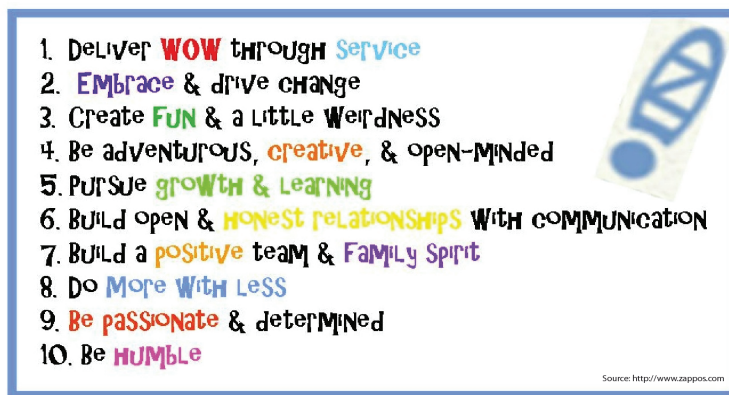 1. Deliver WOW through Service
2. Embrace & drive change
3. Create Fun & a little Weirdness
4. Be adventurous, creative, & open-minded
5. Pursue growth & Learning
6. Build open & honest relationships with communication
7. Build a positive team & Family Spirit
8. Do More with Less
9. Be passionate & determined
10. Be Humble
Source: http://www.zappos.com